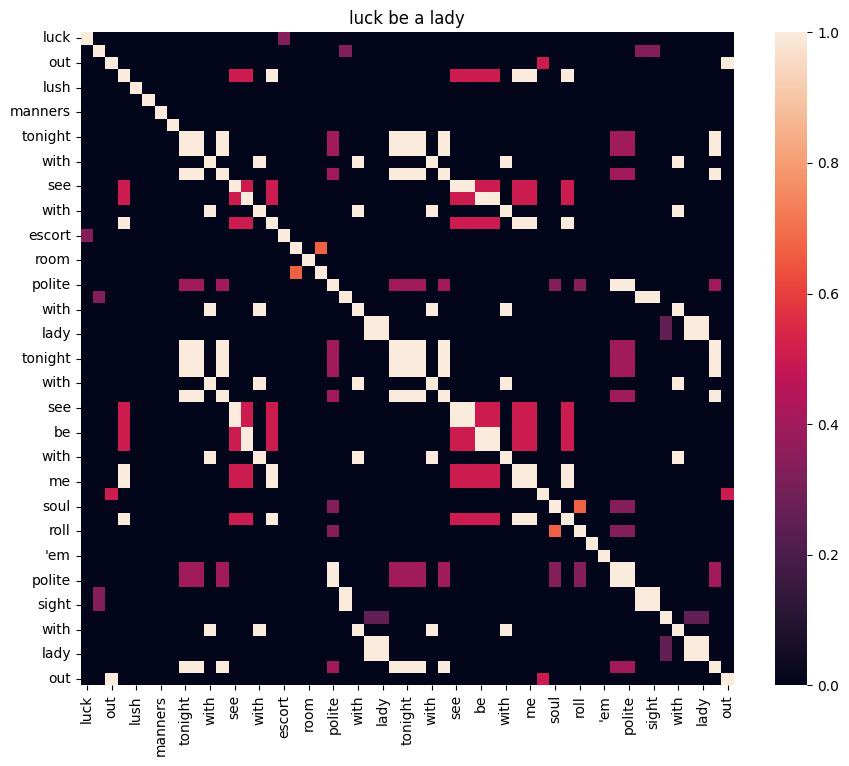 luck be a lady
luck
out
lush
manners
tonight
with
see
with
escort
room
polite
with
lady
tonight
with
see
be
with
me
soul
roll
'em
polite
sight
with
lady
out
1.0
0.8
0.6
0.4
0.2
0.0
luck
out
lush
manners
tonight
with
see
with
escort
room
polite
with
lady
tonight
with
see
be
with
me
soul
roll
'em
polite
sight
with
lady
out